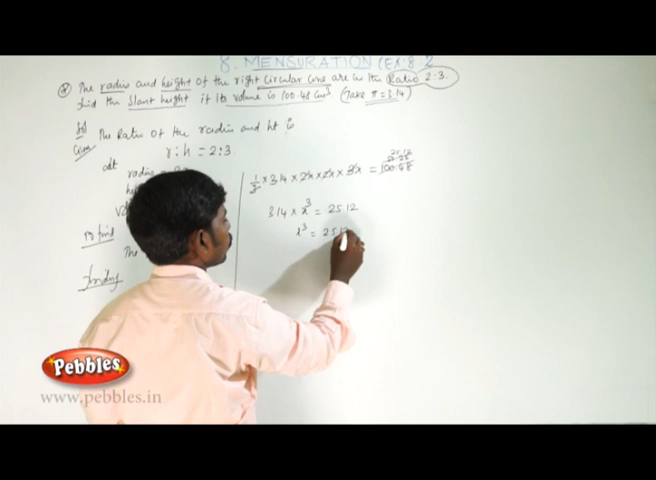 8. MENSURATION (EX: 8.2
The radius and height of the right circular cone are in the Ratio 2:3.
find the slant height if its volume is 100.48 cm³ (Take π = 3.14)
Sol
The Ratio of the radius and ht is
Given
r : h = 2:3
let
radius =
1/3 × 3.14 × 2x × 2x × 3x = 100.48
25.12
3.14 × x³ = 25.12
x³ = 25.12
To find
The
finding
Pebbles
www.pebbles.in